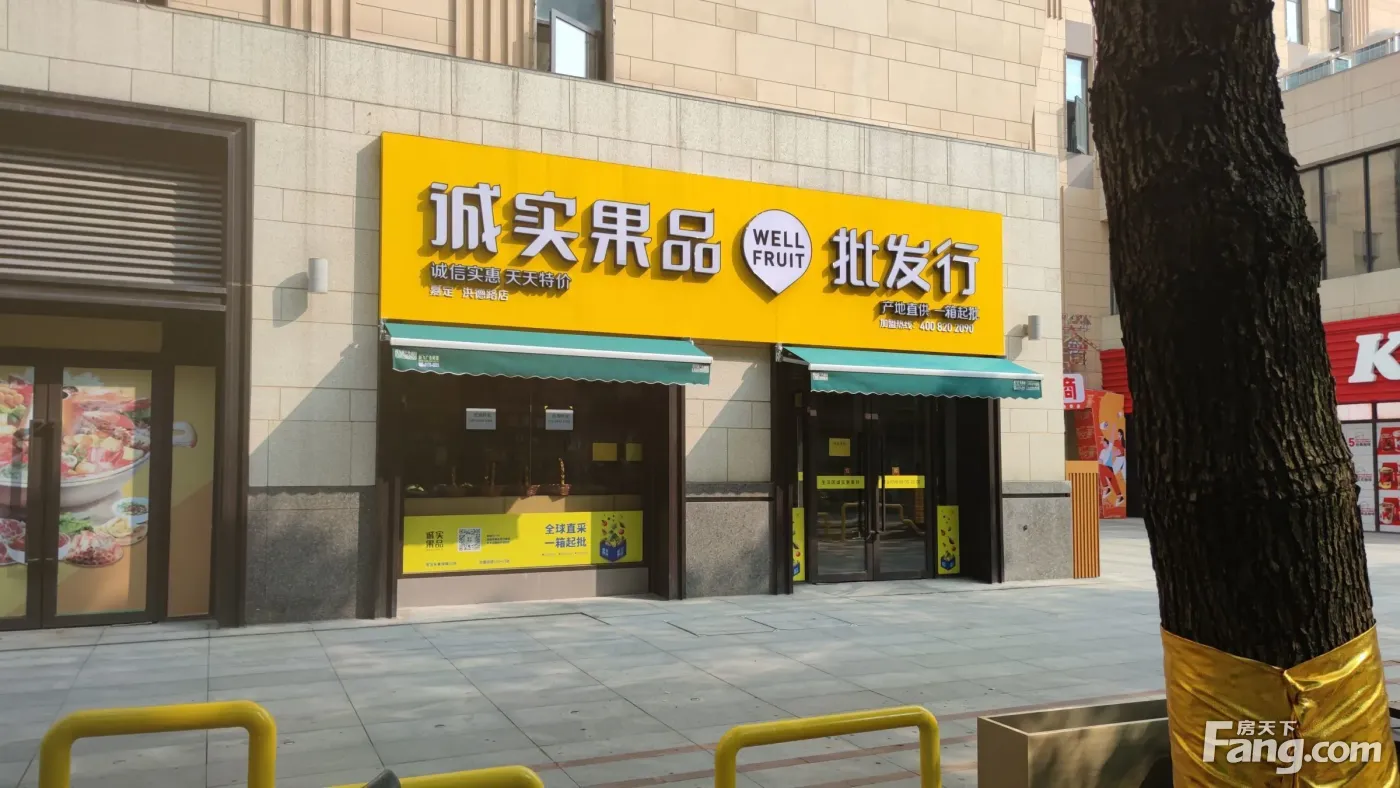 诚实果品
WELL
FRUIT
批发行
诚信实惠 天天特价
嘉定 洪德路店
产地直供 一箱起批
加盟热线 400 820 2090
诚实
果品
全球直采
一箱起批
K
商
5
房天下
Fang.com